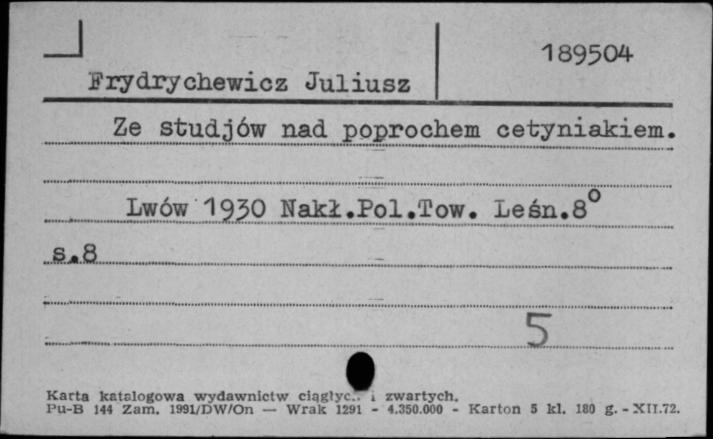 189504
Frydrychewicz Juliusz
Ze studjów nad poprochem cetyniakiem.
Lwów 1930 Nakł.Pol.Tow. Leśn.8°
s.8
5
Karta katalogowa wydawnictw ciągłyc. i zwartych.
Pu-B 144 Zam. 1991/DW/On — Wrak 1291 - 4.350.000 - Karton 5 kl. 180 g. - XII.72.